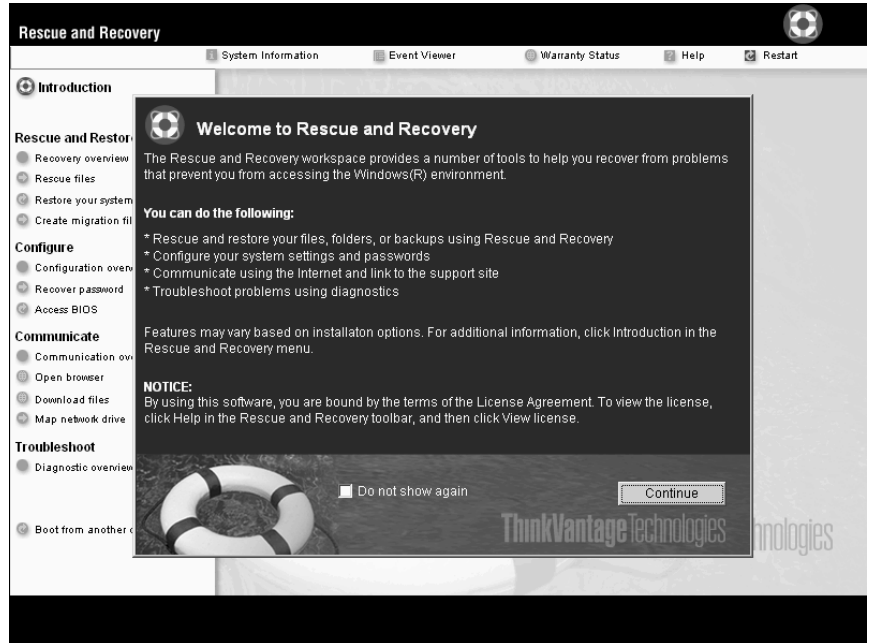 Rescue and Recovery
System Information Event Viewer Warranty Status Help Restart
Introduction
Rescue and Restor
Recovery overview
Rescue files
Restore your system
Create migration fil
Configure
Configuration overv
Recover password
Access BIOS
Communicate
Communication ov
Open browser
Download files
Map network drive
Troubleshoot
Diagnostic overview
Boot from another
Welcome to Rescue and Recovery
The Rescue and Recovery workspace provides a number of tools to help you recover from problems
that prevent you from accessing the Windows(R) environment.
You can do the following:
* Rescue and restore your files, folders, or backups using Rescue and Recovery
* Configure your system settings and passwords
* Communicate using the Internet and link to the support site
* Troubleshoot problems using diagnostics
Features may vary based on installaton options. For additional information, click Introduction in the
Rescue and Recovery menu.
NOTICE:
By using this software, you are bound by the terms of the License Agreement. To view the license,
click Help in the Rescue and Recovery toolbar, and then click View license.
Do not show again
Continue
ThinkVantage Technologies
hnologies